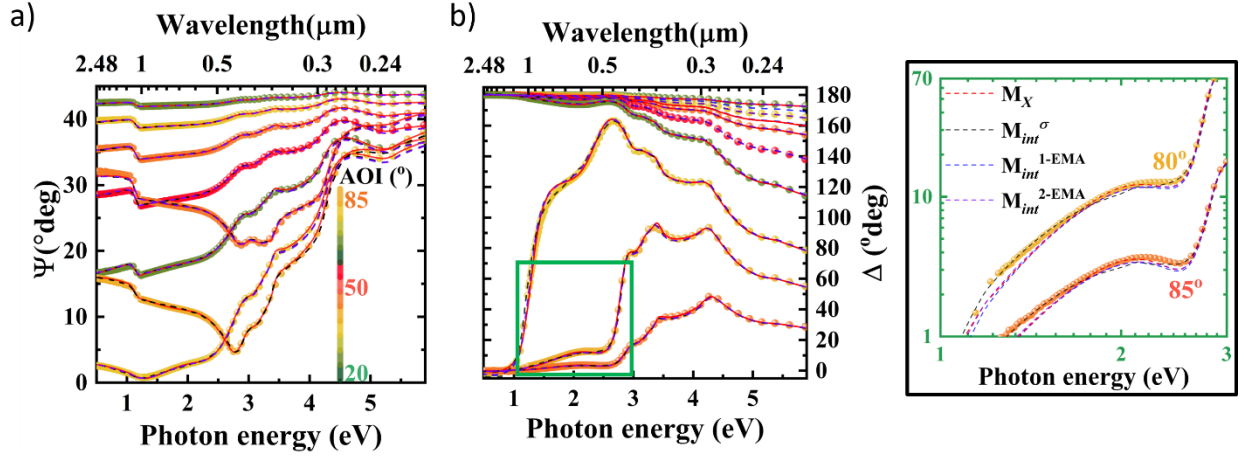 a)
Wavelength(μm)
2.48 1 0.5 0.3 0.24
Ψ(°deg)
40
30
20
10
0
AOI (°)
85
50
20
1 2 3 4 5
Photon energy (eV)
b)
Wavelength(μm)
2.48 1 0.5 0.3 0.24
Δ (°deg)
180
160
140
120
100
80
60
40
20
0
1 2 3 4 5
Photon energy (eV)
70
10
1
M_X
M_int^σ
M_int^1-EMA
M_int^2-EMA
80°
85°
1 2 3
Photon energy (eV)